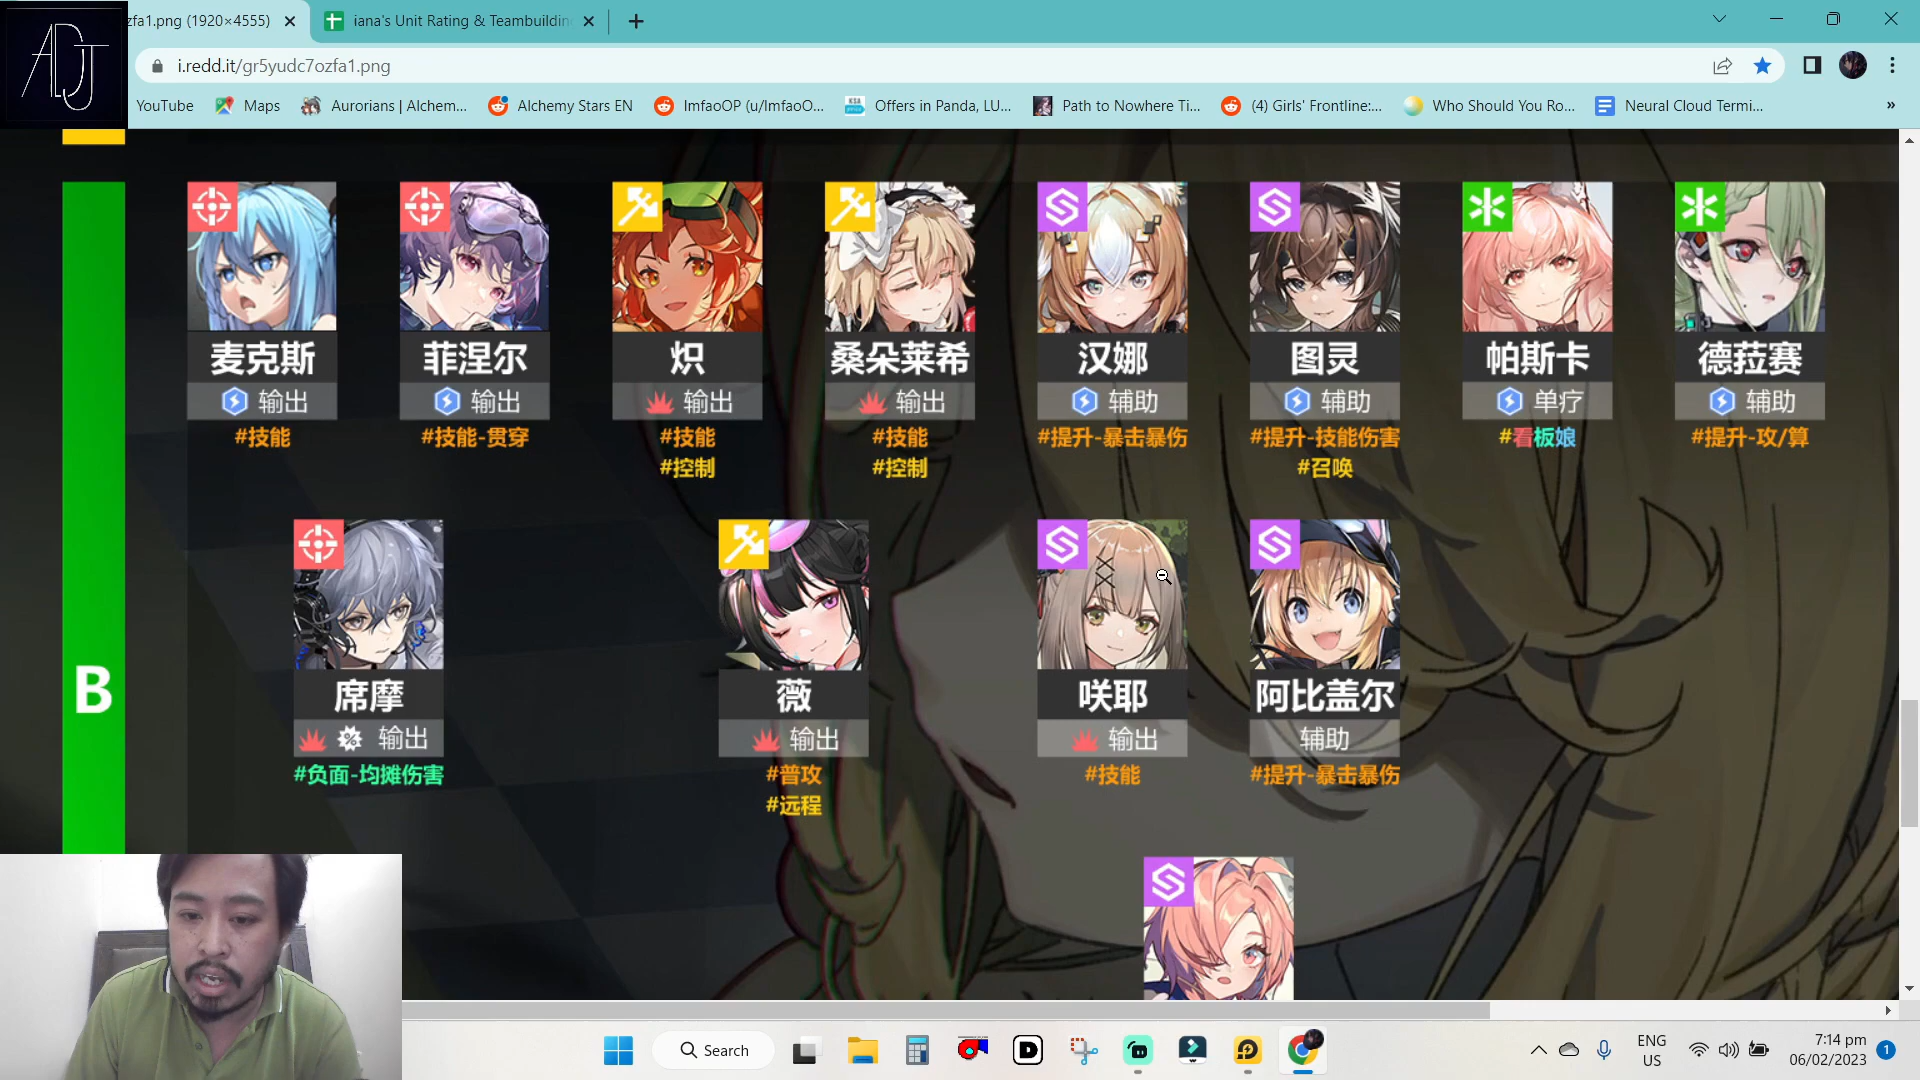 zfa1.png (1920×4555)
iana's Unit Rating & Teambuildin
i.redd.it/gr5yudc7ozfa1.png
YouTube
Maps
Aurorians | Alchem...
Alchemy Stars EN
lmfaoOP (u/lmfaoO...
Offers in Panda, LU...
Path to Nowhere Ti...
(4) Girls' Frontline:...
Who Should You Ro...
Neural Cloud Termi...
»
ADJ
麦克斯
菲涅尔
炽
桑朵莱希
汉娜
图灵
帕斯卡
德菈赛
输出
输出
输出
输出
辅助
辅助
单疗
辅助
#技能
#技能-贯穿
#技能
#技能
#提升-暴击暴伤
#提升-技能伤害
#看板娘
#提升-攻/算
#控制
#控制
#召唤
B
席摩
薇
咲耶
阿比盖尔
输出
输出
输出
辅助
#负面-均摊伤害
#普攻
#技能
#提升-暴击暴伤
#远程
Search
D
ENG
US
7:14 pm
06/02/2023
1